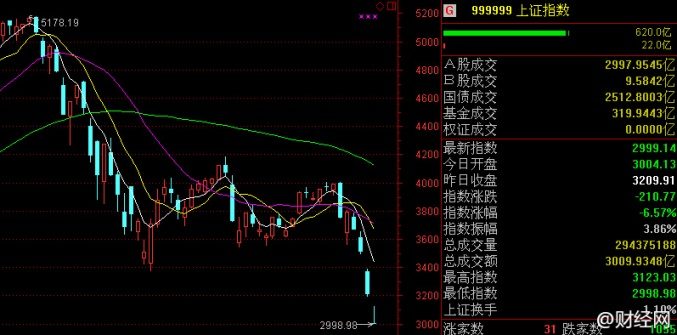 5178.19
5200
5000
4800
4600
4400
4200
4000
3800
3600
3400
3200
3000
2998.98
G 999999 上证指数
620.0亿
22.0亿
A股成交 2997.9545亿
B股成交 9.5842亿
国债成交 2512.8003亿
基金成交 319.9443亿
权证成交 0.0000亿
最新指数 2999.14
今日开盘 3004.13
昨日收盘 3209.91
指数涨跌 -210.77
指数涨幅 -6.57%
指数振幅 3.86%
总成交量 294375188
总成交额 3009.9348亿
最高指数 3123.03
最低指数 2998.98
上证换手
涨家数 31 跌家数
@财经网